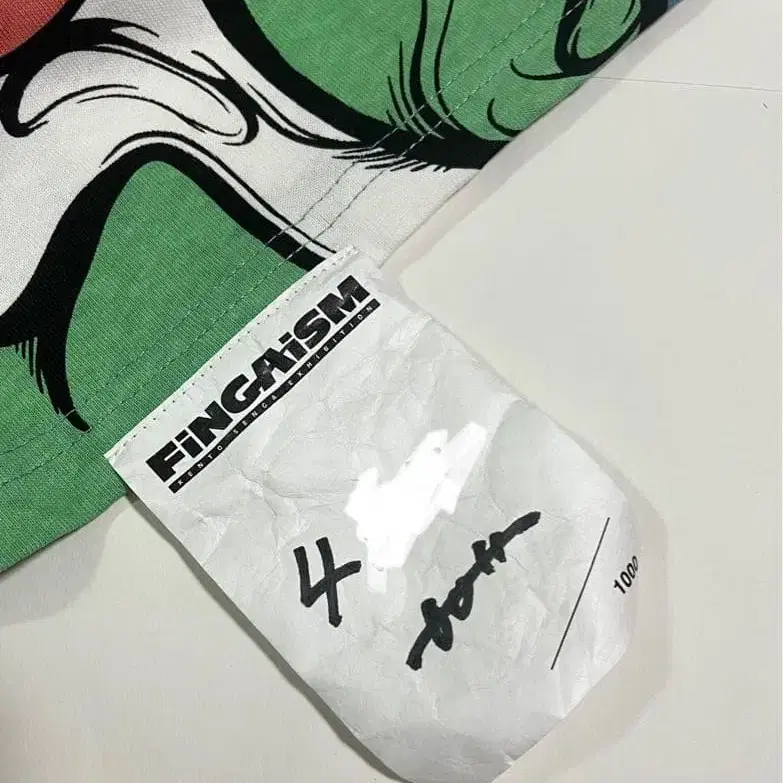 FiNGAiSM
KENTO SENGA EXHIBITION
4
/1000